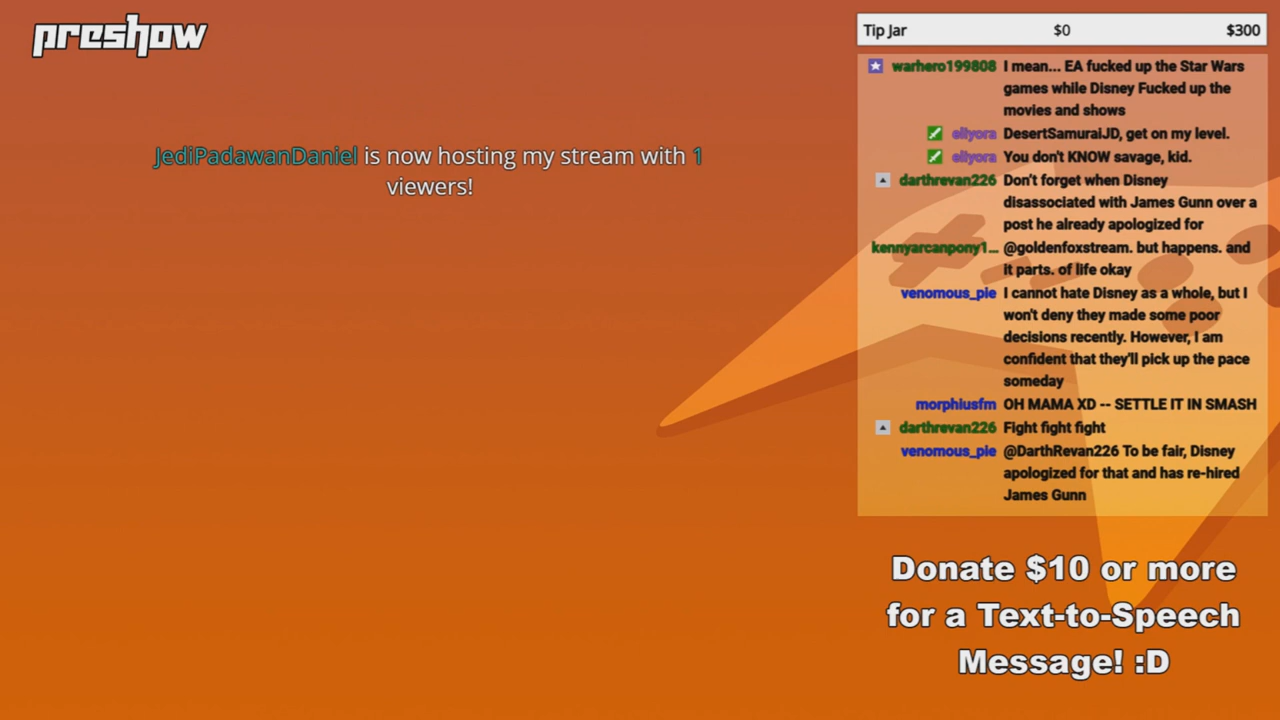 preshow
JediPadawanDaniel is now hosting my stream with 1
viewers!
Tip Jar $0 $300
warhero199808 I mean... EA fucked up the Star Wars
games while Disney Fucked up the
movies and shows
eilyora DesertSamuraiJD, get on my level.
eilyora You don't KNOW savage, kid.
darthrevan226 Don't forget when Disney
disassociated with James Gunn over a
post he already apologized for
kennyarcanpony1... @goldenfoxstream. but happens. and
it parts. of life okay
venomous_pie I cannot hate Disney as a whole, but I
won't deny they made some poor
decisions recently. However, I am
confident that they'll pick up the pace
someday
morphiusfm OH MAMA XD -- SETTLE IT IN SMASH
darthrevan226 Fight fight fight
venomous_pie @DarthRevan226 To be fair, Disney
apologized for that and has re-hired
James Gunn
Donate $10 or more
for a Text-to-Speech
Message! :D